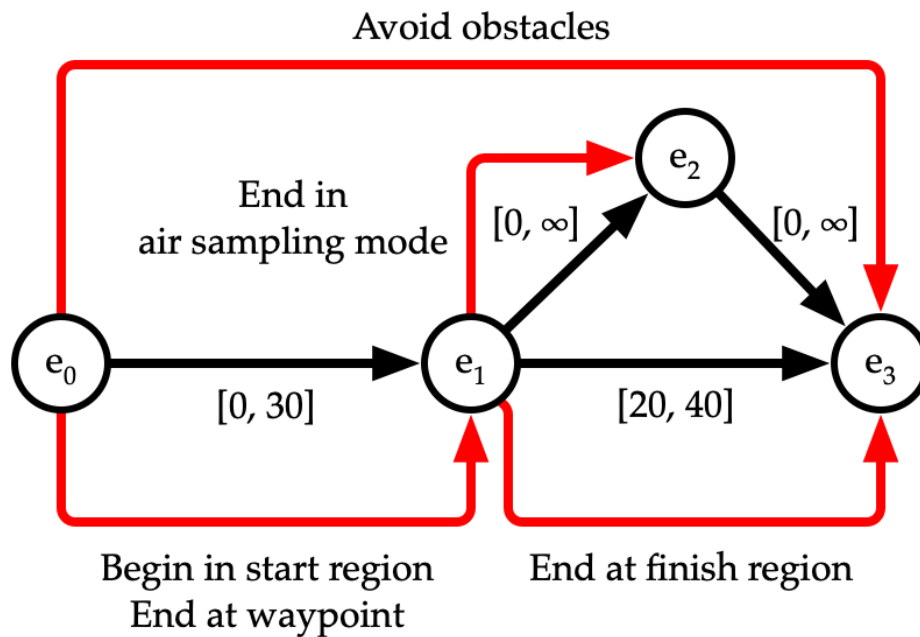 Avoid obstacles
e₂
End in
air sampling mode
[0, ∞]
[0, ∞]
e₀
e₁
e₃
[0, 30]
[20, 40]
Begin in start region
End at waypoint
End at finish region